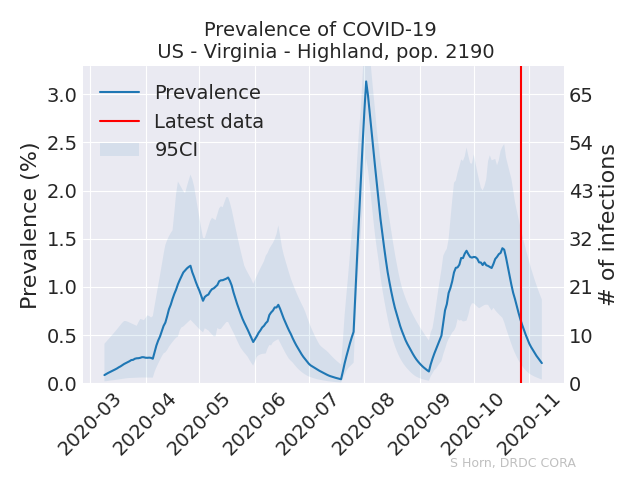 Prevalence of COVID-19
US - Virginia - Highland, pop. 2190
Prevalence (%)
3.0
2.5
2.0
1.5
1.0
0.5
0.0
Prevalence
Latest data
95CI
65
54
43
32
21
10
0
# of infections
2020-03
2020-04
2020-05
2020-06
2020-07
2020-08
2020-09
2020-10
2020-11
S Horn, DRDC CORA